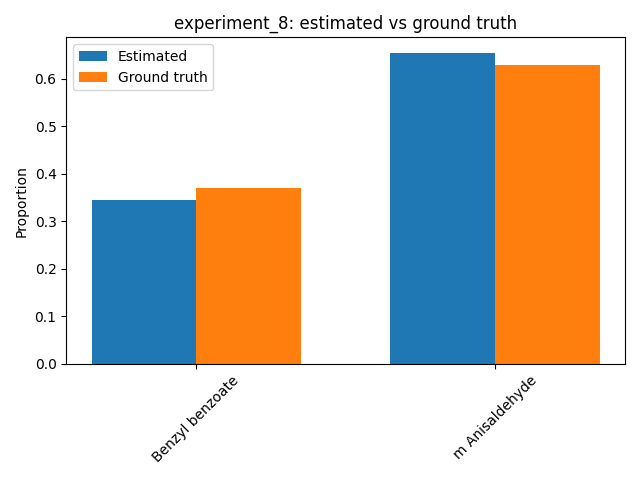 experiment_8: estimated vs ground truth
Estimated
Ground truth
Proportion
0.6
0.5
0.4
0.3
0.2
0.1
0.0
Benzyl benzoate
m Anisaldehyde